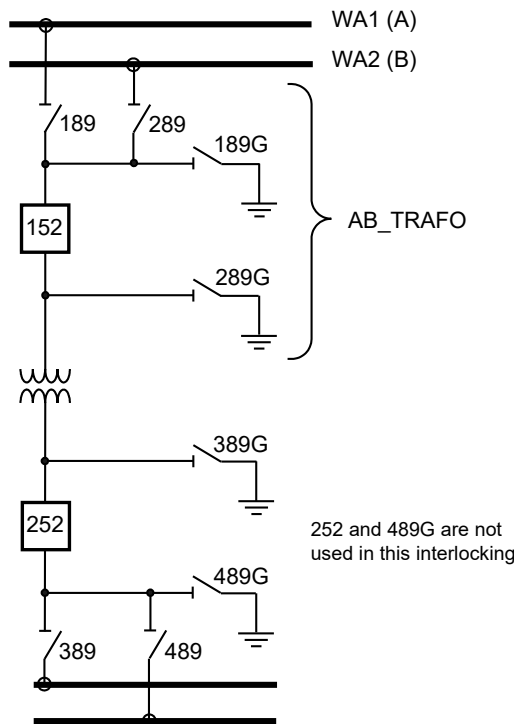 WA1 (A)
WA2 (B)
189
289
189G
152
AB_TRAFO
289G
389G
252
252 and 489G are not
used in this interlocking
489G
389
489